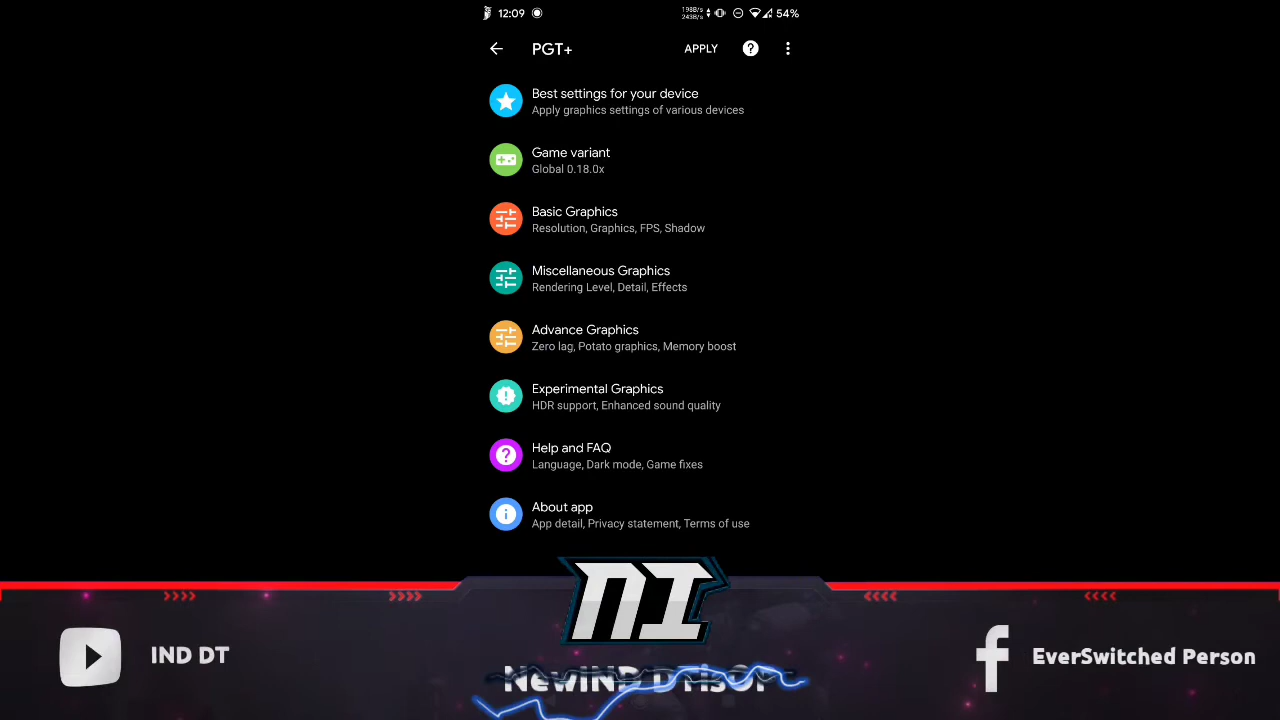 12:09
198B/s
243B/s
54%
PGT+
APPLY
Best settings for your device
Apply graphics settings of various devices
Game variant
Global 0.18.0x
Basic Graphics
Resolution, Graphics, FPS, Shadow
Miscellaneous Graphics
Rendering Level, Detail, Effects
Advance Graphics
Zero lag, Potato graphics, Memory boost
Experimental Graphics
HDR support, Enhanced sound quality
Help and FAQ
Language, Dark mode, Game fixes
About app
App detail, Privacy statement, Terms of use
IND DT
EverSwitched Person